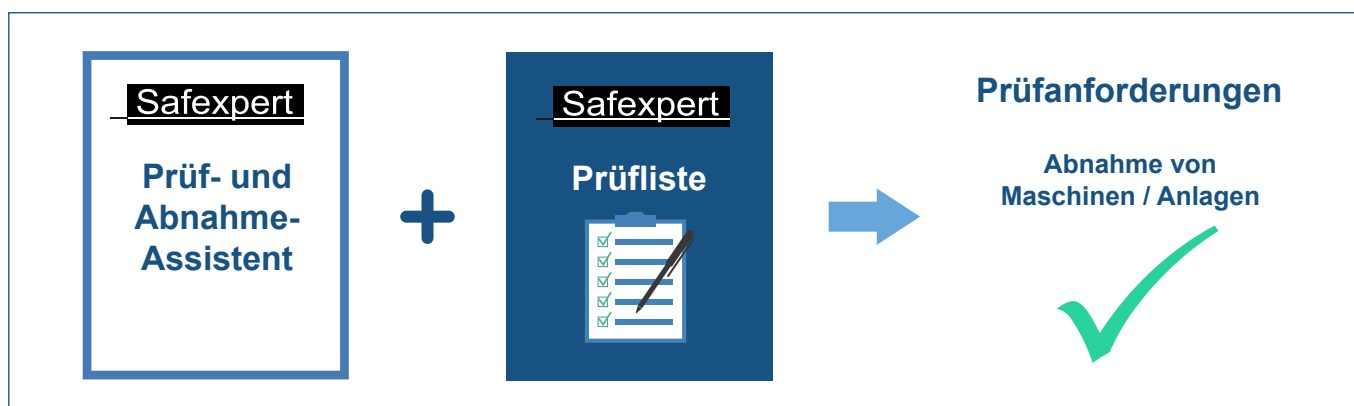 Safexpert
Prüf- und
Abnahme-
Assistent
Safexpert
Prüfliste
Prüfanforderungen
Abnahme von
Maschinen / Anlagen